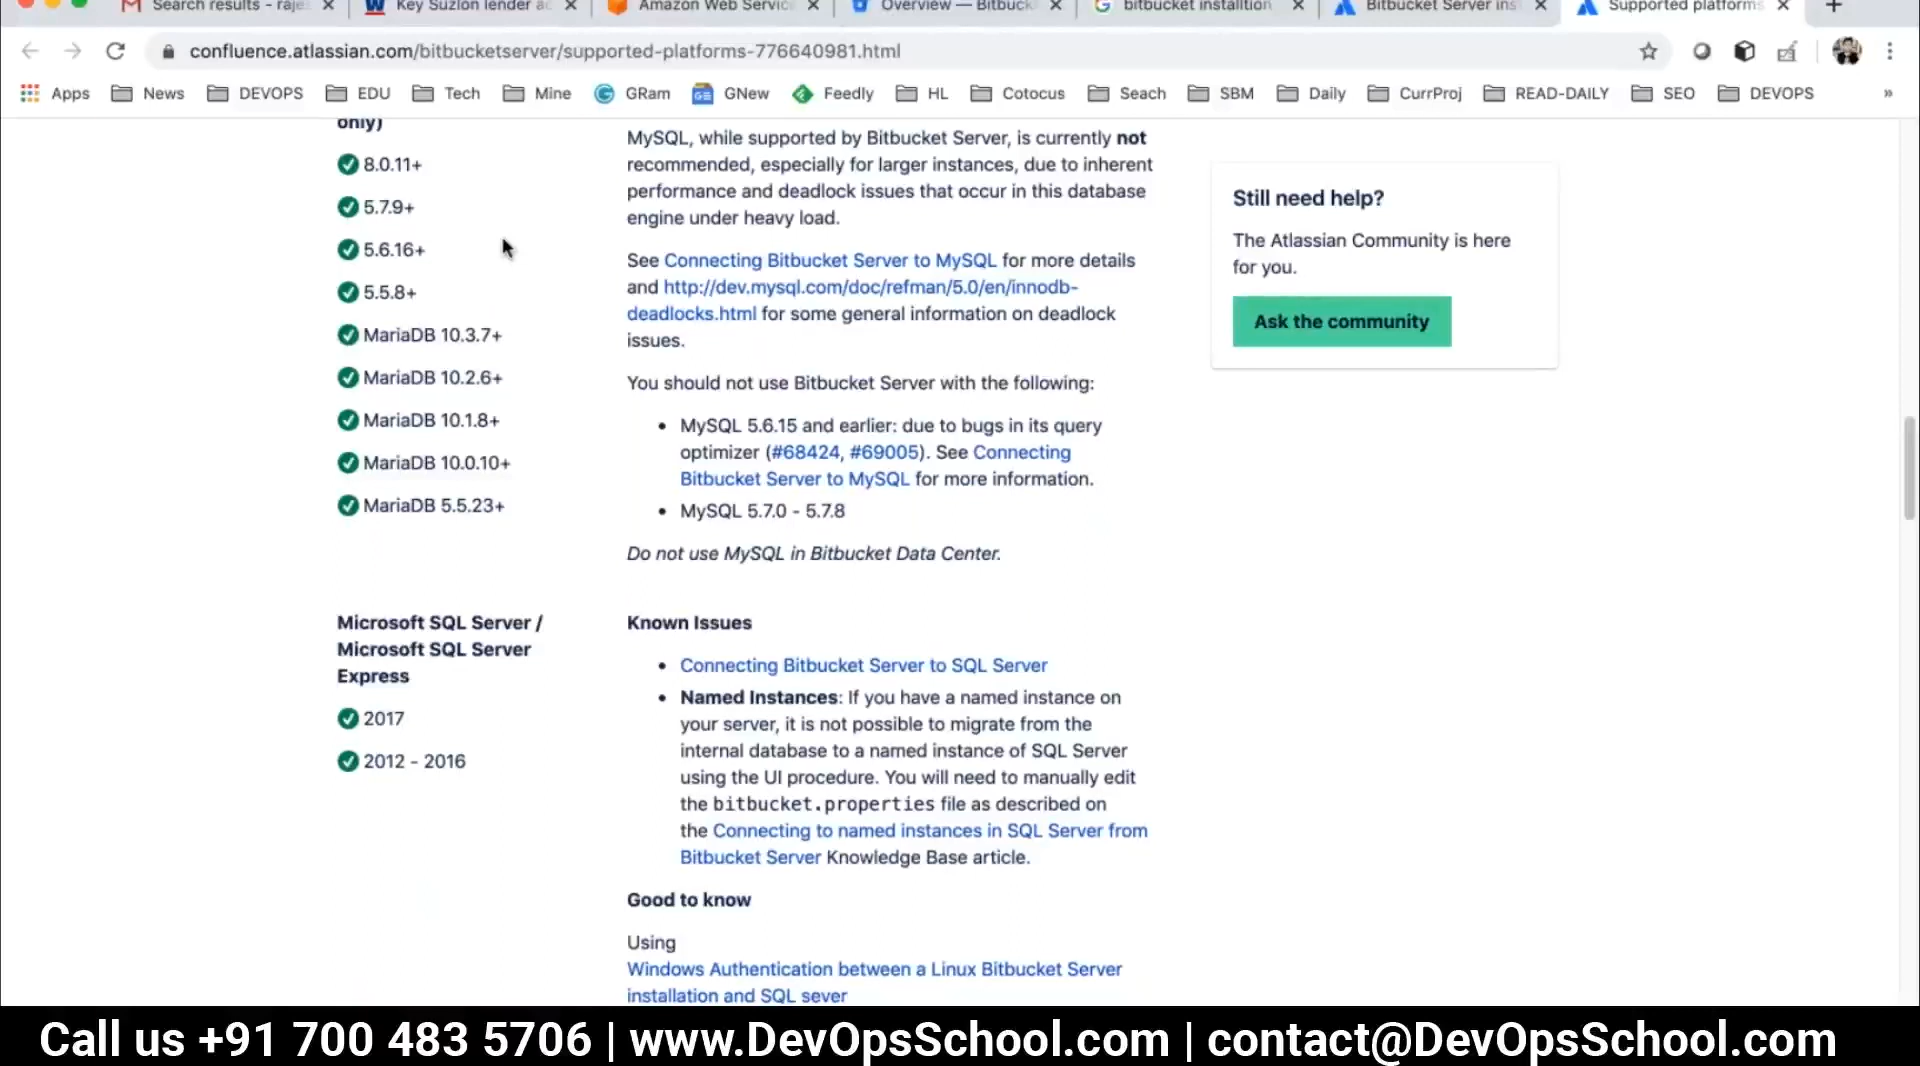 Search results - raje
Key Suzlon lender ac
Amazon Web Servic
Overview — Bitbuck
bitbucket installtion
Bitbucket Server ins
Supported platforms
confluence.atlassian.com/bitbucketserver/supported-platforms-776640981.html
Apps News DEVOPS EDU Tech Mine GRam GNew Feedly HL Cotocus Seach SBM Daily CurrProj READ-DAILY SEO DEVOPS »
only)
8.0.11+
5.7.9+
5.6.16+
5.5.8+
MariaDB 10.3.7+
MariaDB 10.2.6+
MariaDB 10.1.8+
MariaDB 10.0.10+
MariaDB 5.5.23+
MySQL, while supported by Bitbucket Server, is currently not
recommended, especially for larger instances, due to inherent
performance and deadlock issues that occur in this database
engine under heavy load.
See Connecting Bitbucket Server to MySQL for more details
and http://dev.mysql.com/doc/refman/5.0/en/innodb-
deadlocks.html for some general information on deadlock
issues.
You should not use Bitbucket Server with the following:
• MySQL 5.6.15 and earlier: due to bugs in its query
optimizer (#68424, #69005). See Connecting
Bitbucket Server to MySQL for more information.
• MySQL 5.7.0 - 5.7.8
Do not use MySQL in Bitbucket Data Center.
Still need help?
The Atlassian Community is here
for you.
Ask the community
Microsoft SQL Server /
Microsoft SQL Server
Express
2017
2012 - 2016
Known Issues
• Connecting Bitbucket Server to SQL Server
• Named Instances: If you have a named instance on
your server, it is not possible to migrate from the
internal database to a named instance of SQL Server
using the UI procedure. You will need to manually edit
the bitbucket.properties file as described on
the Connecting to named instances in SQL Server from
Bitbucket Server Knowledge Base article.
Good to know
Using
Windows Authentication between a Linux Bitbucket Server
installation and SQL sever
Call us +91 700 483 5706 | www.DevOpsSchool.com | contact@DevOpsSchool.com